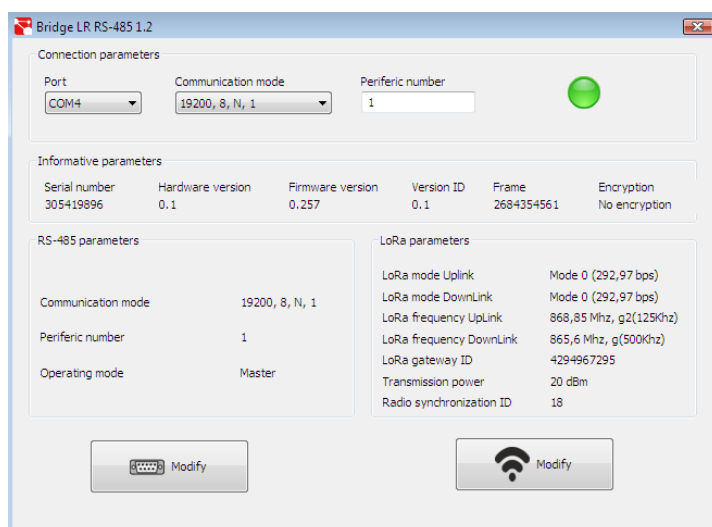 Bridge LR RS-485 1.2
Connection parameters
Port Communication mode Periferic number
COM4 19200, 8, N, 1 1
Informative parameters
Serial number Hardware version Firmware version Version ID Frame Encryption
305419896 0.1 0.257 0.1 2684354561 No encryption
RS-485 parameters
Communication mode 19200, 8, N, 1
Periferic number 1
Operating mode Master
LoRa parameters
LoRa mode Uplink Mode 0 (292,97 bps)
LoRa mode DownLink Mode 0 (292,97 bps)
LoRa frequency UpLink 868,85 Mhz, g2(125Khz)
LoRa frequency DownLink 865,6 Mhz, g(500Khz)
LoRa gateway ID 4294967295
Transmission power 20 dBm
Radio synchronization ID 18
Modify
Modify